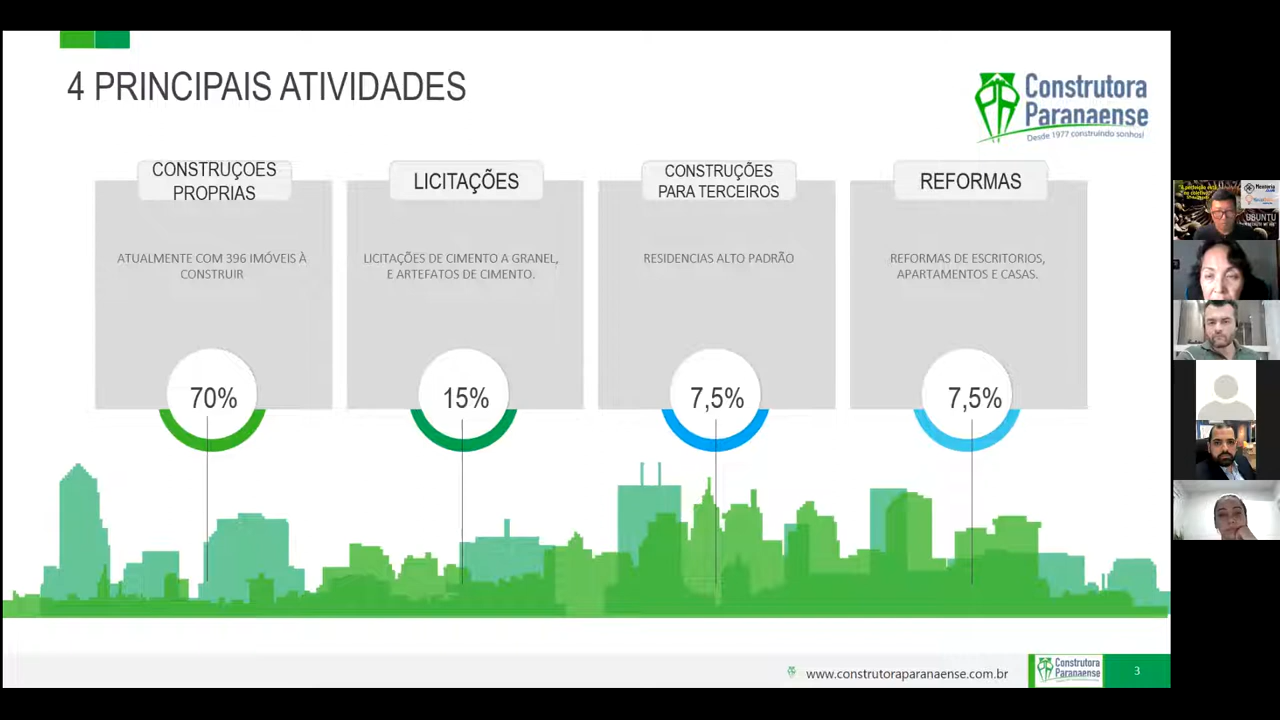 4 PRINCIPAIS ATIVIDADES
Construtora
Paranaense
Desde 1977 construindo sonhos!
CONSTRUÇOES
PROPRIAS
ATUALMENTE COM 396 IMÓVEIS À
CONSTRUIR
70%
LICITAÇÕES
LICITAÇÕES DE CIMENTO A GRANEL,
E ARTEFATOS DE CIMENTO.
15%
CONSTRUÇÕES
PARA TERCEIROS
RESIDENCIAS ALTO PADRÃO
7,5%
REFORMAS
REFORMAS DE ESCRITORIOS,
APARTAMENTOS E CASAS.
7,5%
Mentoria
UBUNTU
www.construtoraparanaense.com.br
Construtora
Paranaense
3